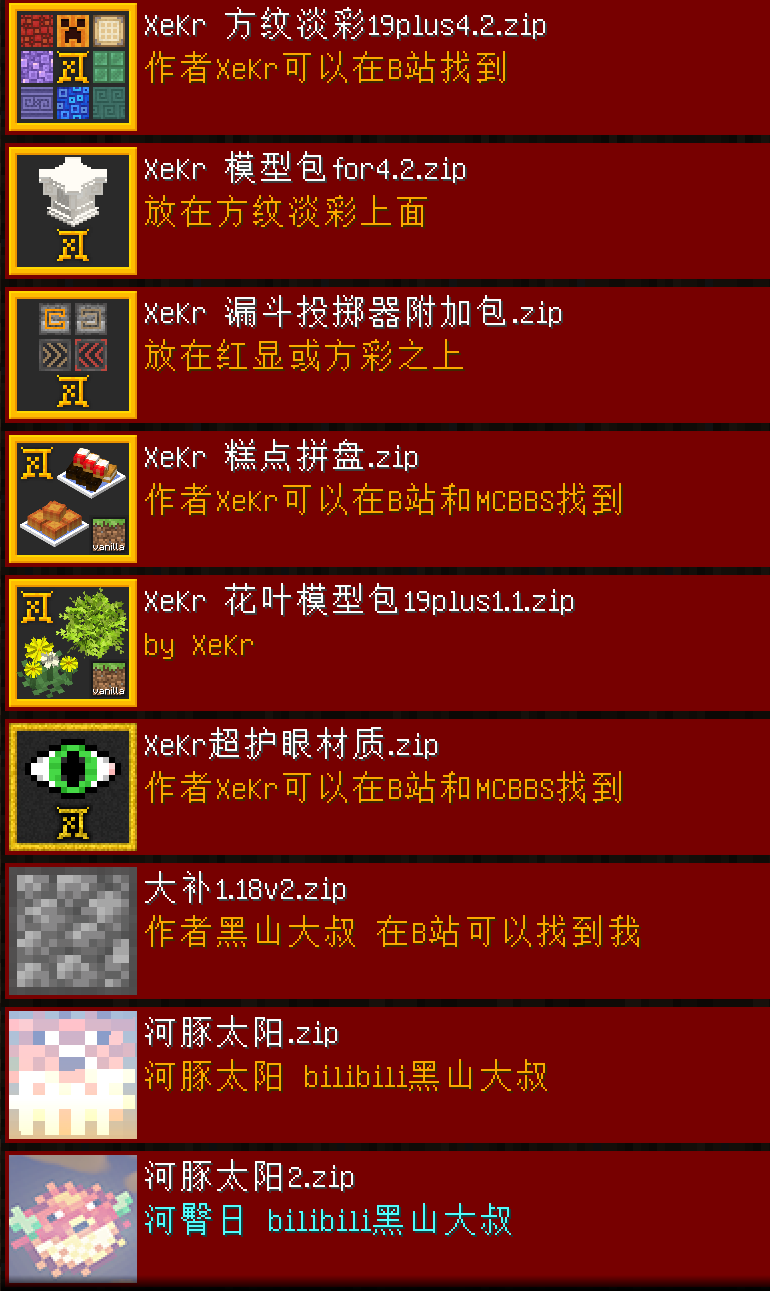 XeKr 方纹淡彩19plus4.2.zip
作者XeKr可以在B站找到
XeKr 模型包for4.2.zip
放在方纹淡彩上面
XeKr 漏斗投掷器附加包.zip
放在红显或方彩之上
XeKr 糕点拼盘.zip
作者XeKr可以在B站和MCBBS找到
vanilla
XeKr 花叶模型包19plus1.1.zip
by XeKr
vanilla
XeKr超护眼材质.zip
作者XeKr可以在B站和MCBBS找到
大补1.18v2.zip
作者黑山大叔 在B站可以找到我
河豚太阳.zip
河豚太阳 bilibili黑山大叔
河豚太阳2.zip
河臀日 bilibili黑山大叔